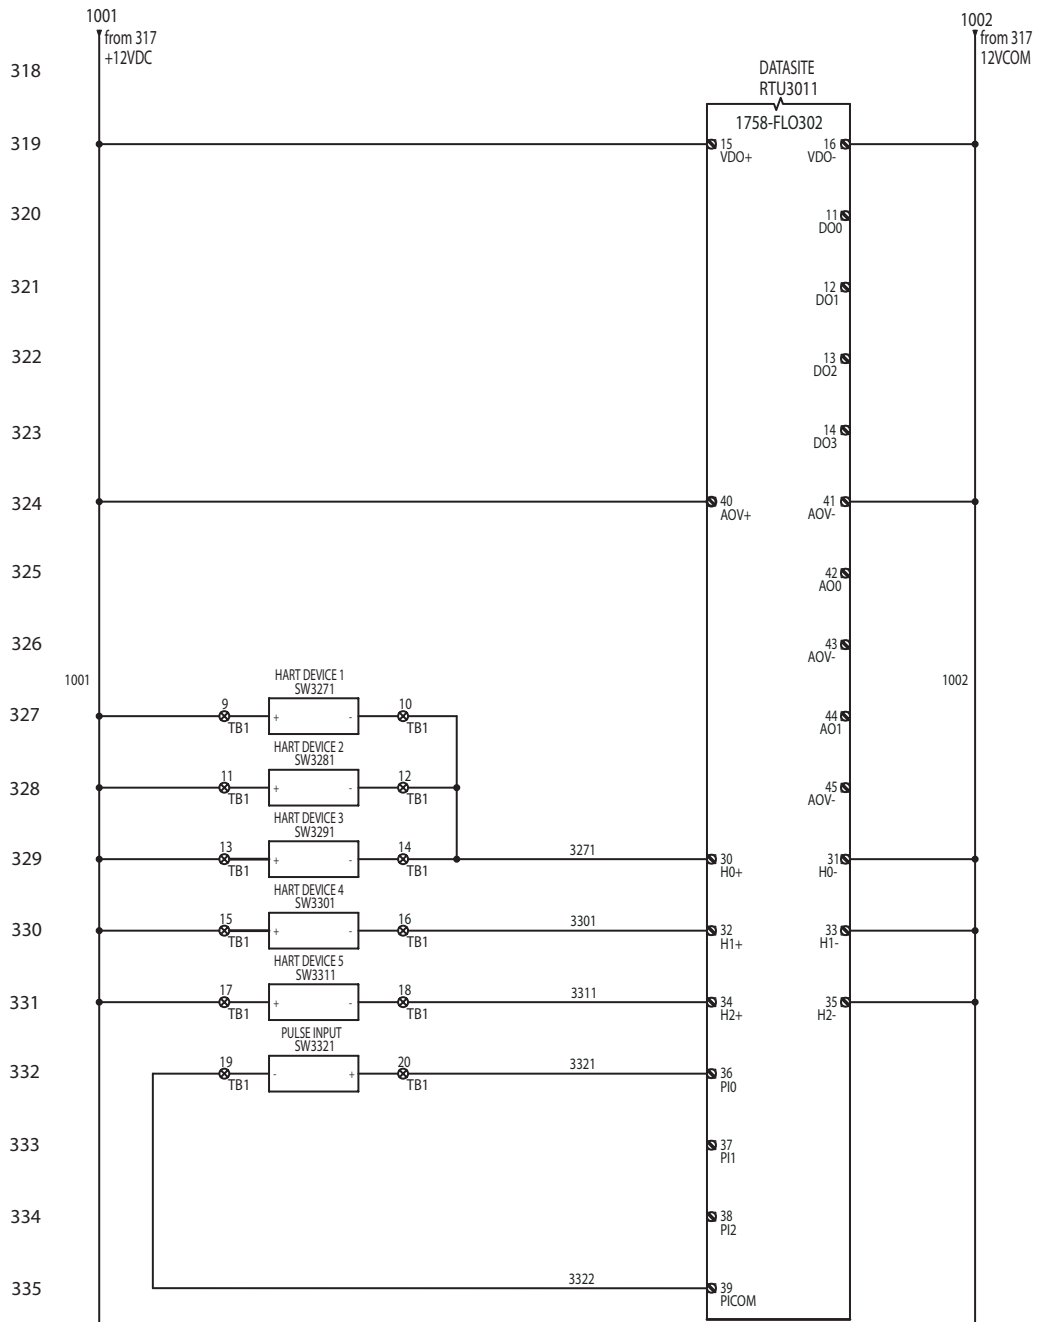 1001
from 317
+12VDC
1002
from 317
12VCOM
318
DATASITE
RTU3011
1758-FLO302
319
15
VDO+
16
VDO-
320
11
DO0
321
12
DO1
322
13
DO2
323
14
DO3
324
40
AOV+
41
AOV-
325
42
AO0
326
43
AOV-
1001
1002
HART DEVICE 1
SW3271
327
9
TB1
+
-
10
TB1
44
AO1
HART DEVICE 2
SW3281
328
11
TB1
+
-
12
TB1
45
AOV-
HART DEVICE 3
SW3291
329
13
TB1
+
-
14
TB1
3271
30
H0+
31
H0-
HART DEVICE 4
SW3301
330
15
TB1
+
-
16
TB1
3301
32
H1+
33
H1-
HART DEVICE 5
SW3311
331
17
TB1
+
-
18
TB1
3311
34
H2+
35
H2-
PULSE INPUT
SW3321
332
19
TB1
-
+
20
TB1
3321
36
PI0
333
37
PI1
334
38
PI2
335
3322
39
PICOM